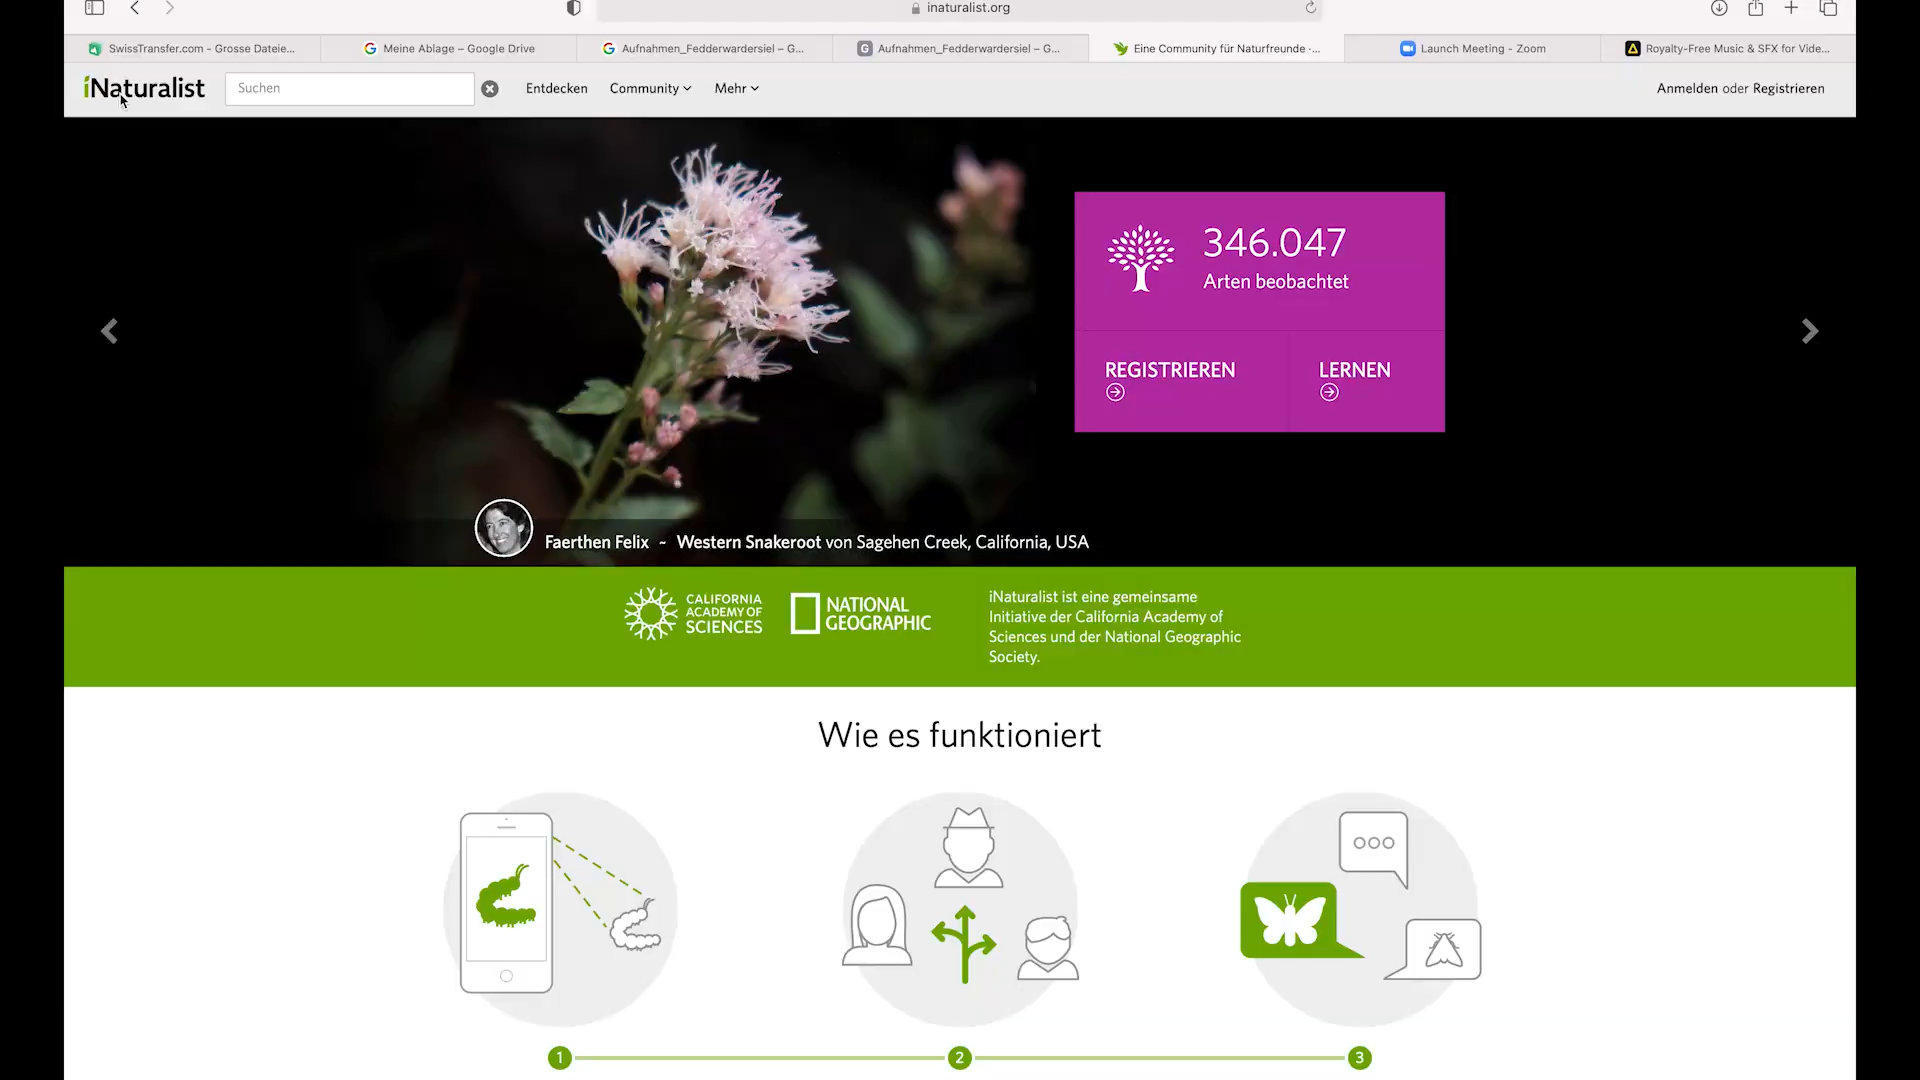 inaturalist.org
SwissTransfer.com - Grosse Dateie...
Meine Ablage – Google Drive
Aufnahmen_Fedderwardersiel – G...
Aufnahmen_Fedderwardersiel – G...
Eine Community für Naturfreunde ·...
Launch Meeting - Zoom
Royalty-Free Music & SFX for Vide...
iNaturalist
Suchen
Entdecken
Community
Mehr
Anmelden oder Registrieren
346.047
Arten beobachtet
REGISTRIEREN
LERNEN
Faerthen Felix ~ Western Snakeroot von Sagehen Creek, California, USA
CALIFORNIA
ACADEMY OF
SCIENCES
NATIONAL
GEOGRAPHIC
iNaturalist ist eine gemeinsame
Initiative der California Academy of
Sciences und der National Geographic
Society.
Wie es funktioniert
1
2
3